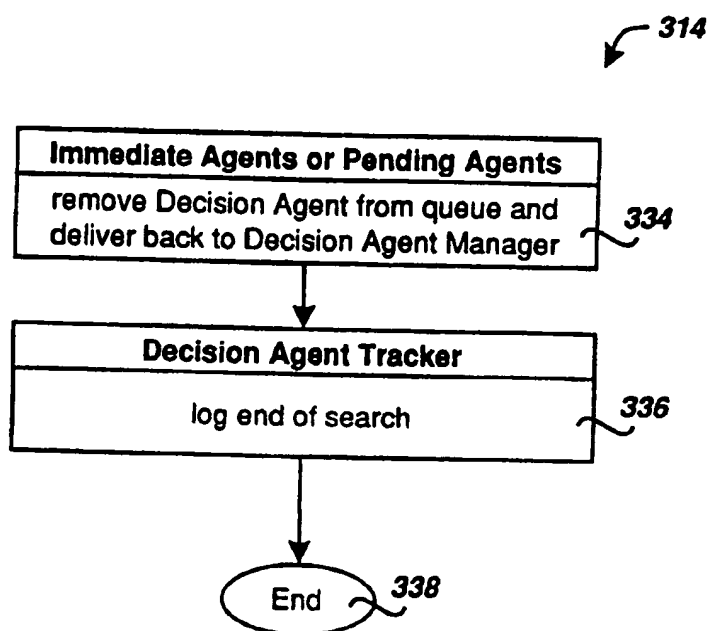 314
Immediate Agents or Pending Agents
remove Decision Agent from queue and
deliver back to Decision Agent Manager
334
Decision Agent Tracker
log end of search
336
End
338